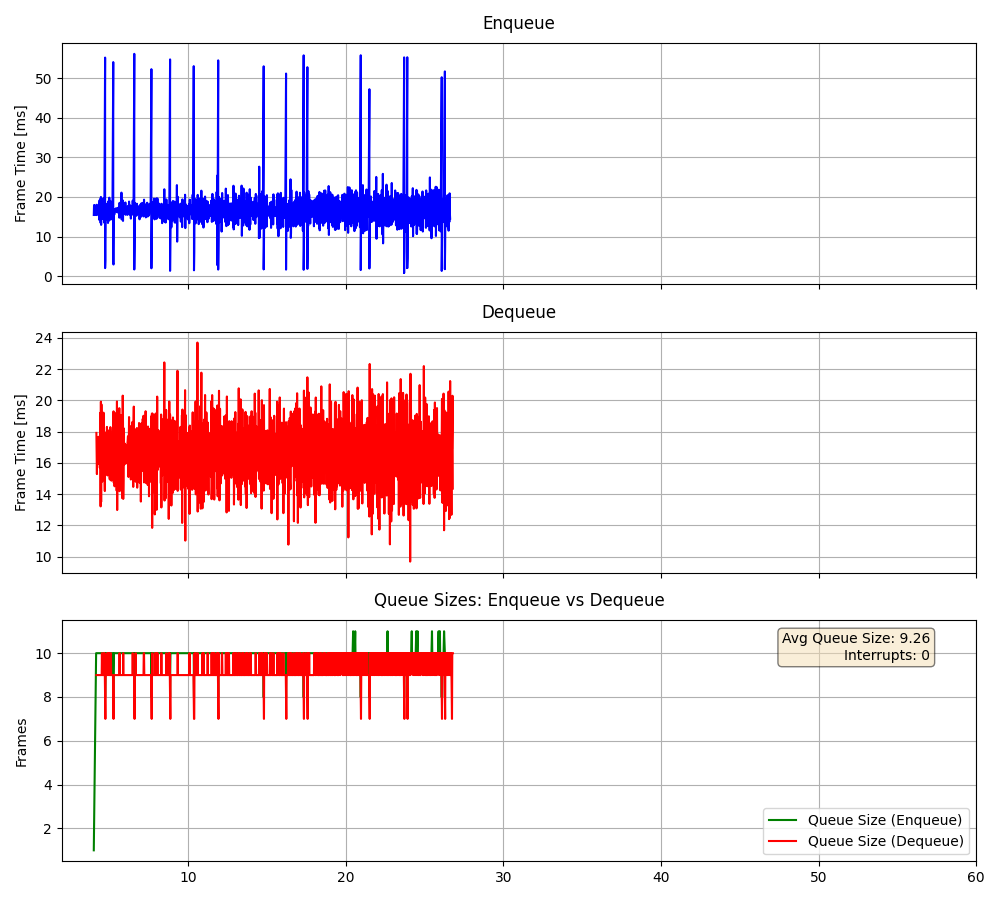 Enqueue
Frame Time [ms]
50
40
30
20
10
0
Dequeue
Frame Time [ms]
24
22
20
18
16
14
12
10
Queue Sizes: Enqueue vs Dequeue
Frames
10
8
6
4
2
Avg Queue Size: 9.26
Interrupts: 0
Queue Size (Enqueue)
Queue Size (Dequeue)
10 20 30 40 50 60